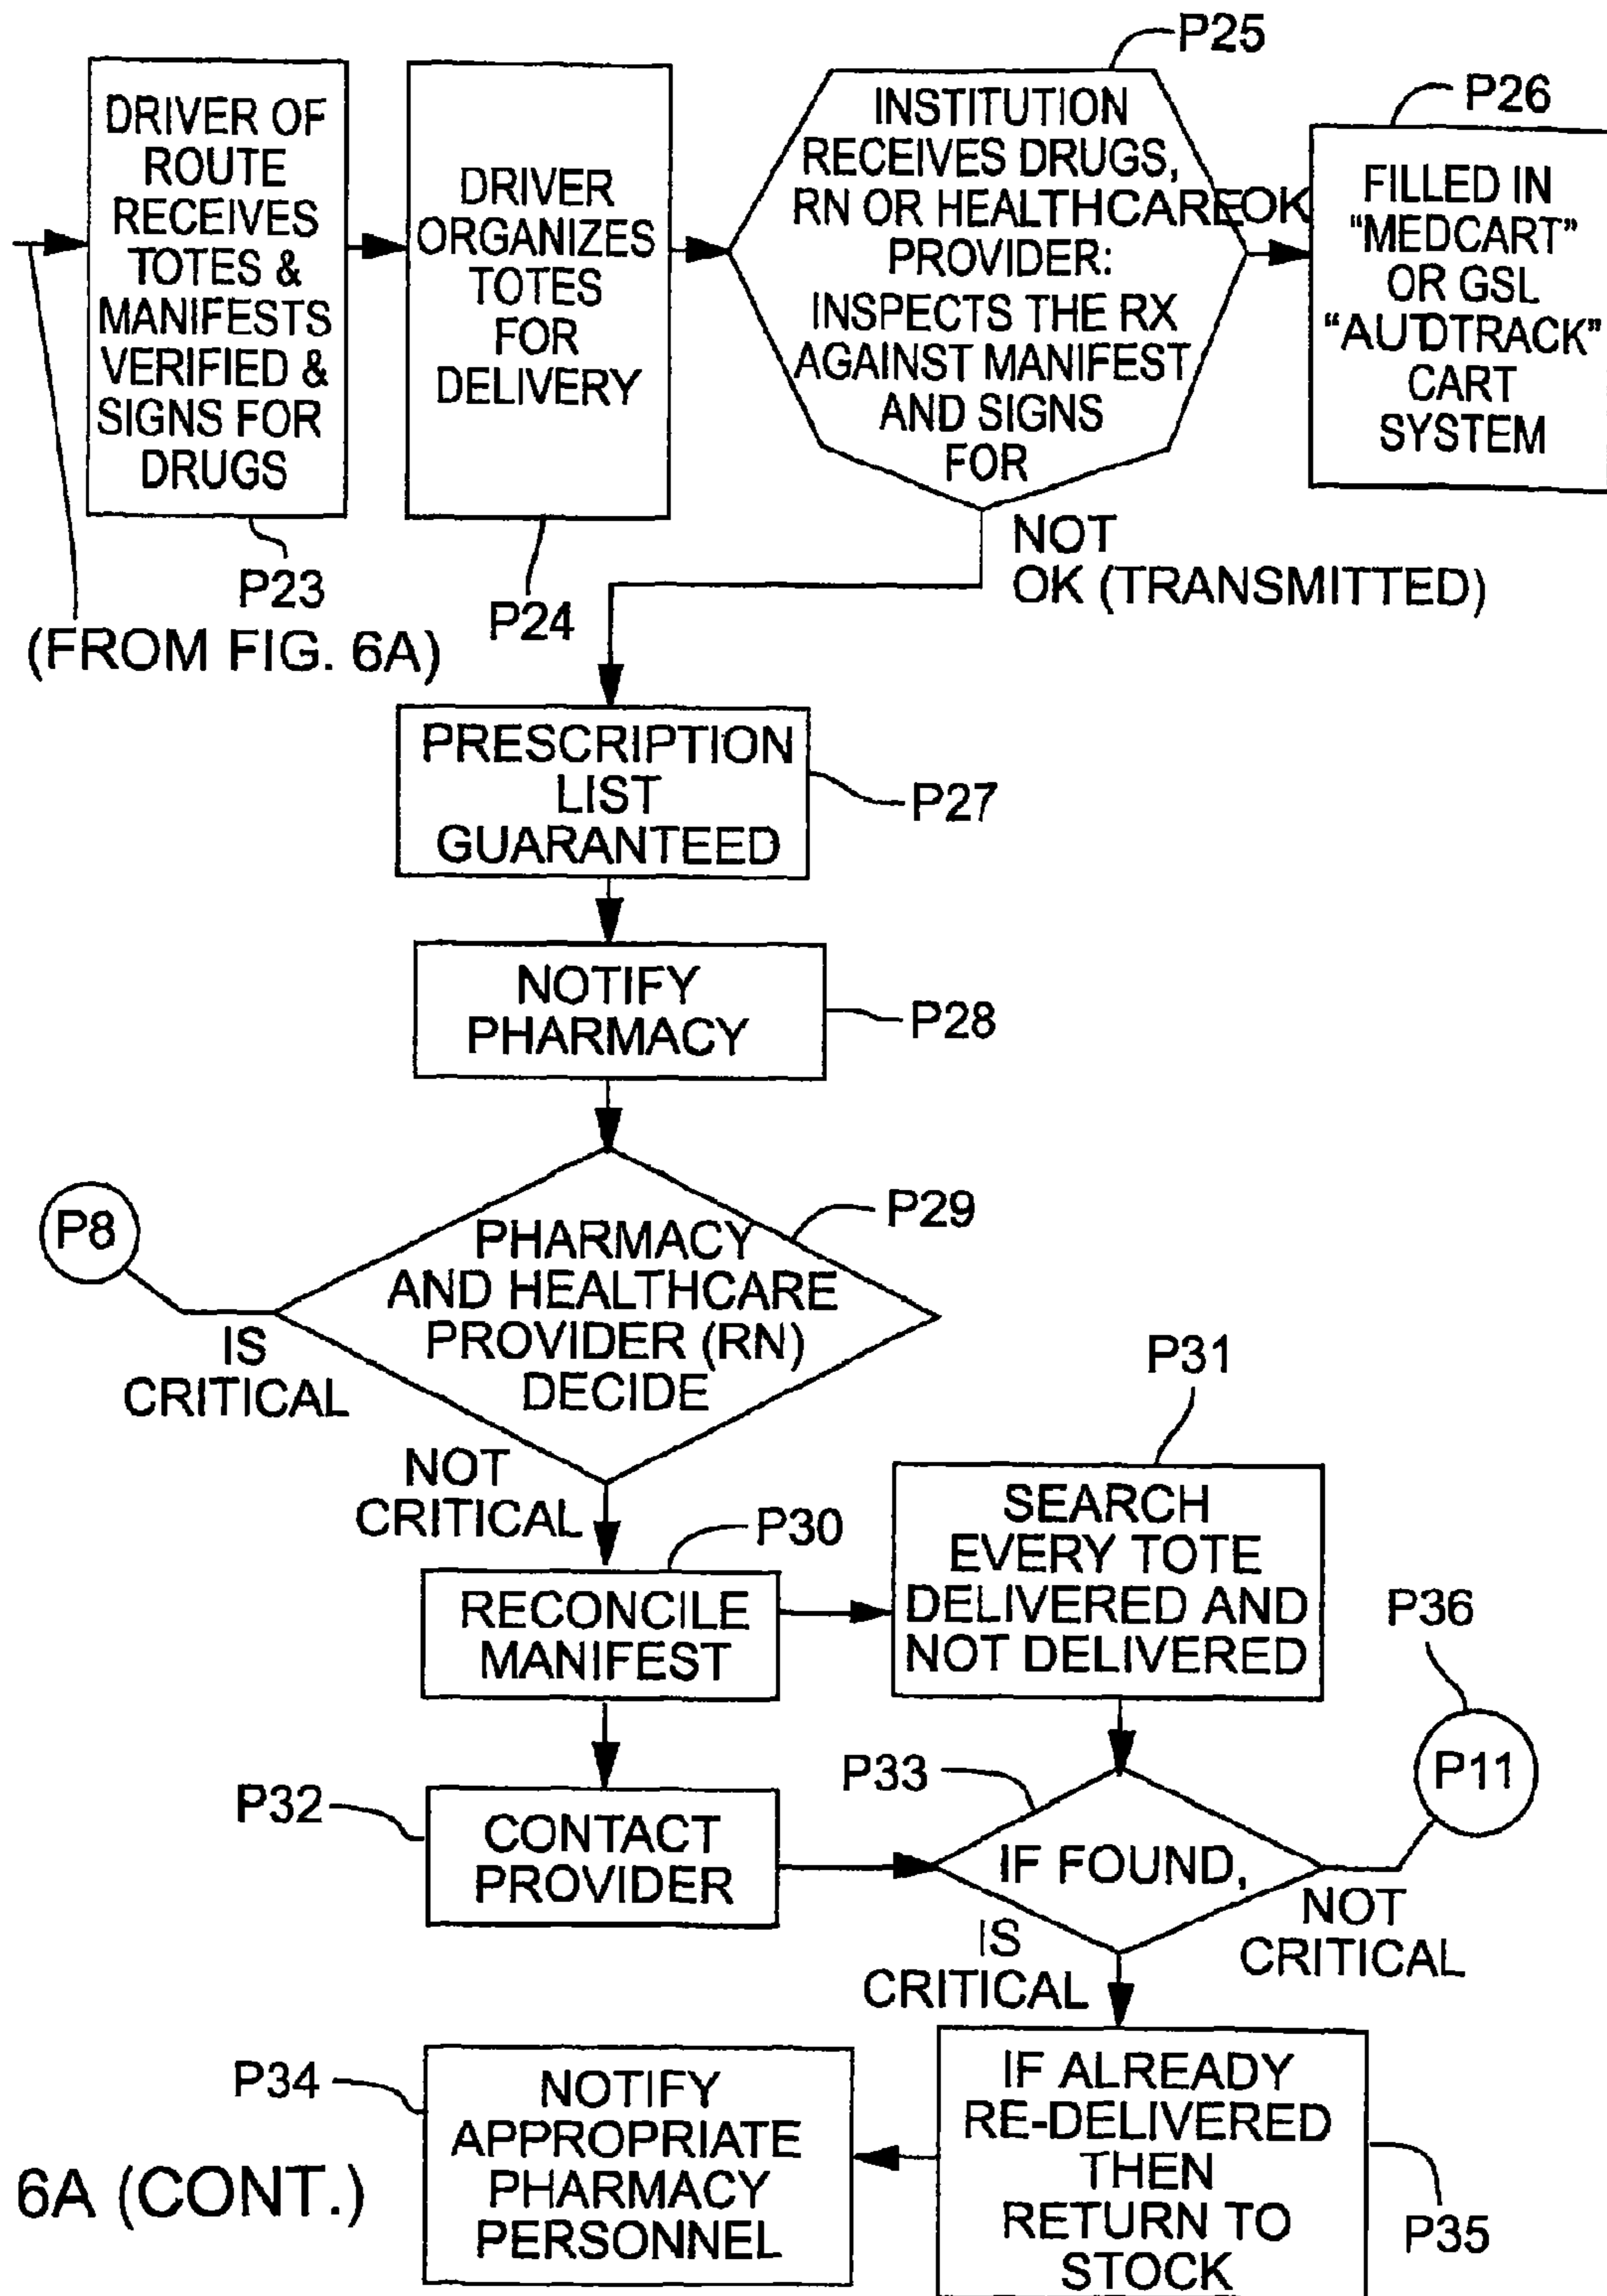 P25
P26
DRIVER OF
ROUTE
RECEIVES
TOTES &
MANIFESTS
VERIFIED &
SIGNS FOR
DRUGS
DRIVER
ORGANIZES
TOTES
FOR
DELIVERY
INSTITUTION
RECEIVES DRUGS,
RN OR HEALTHCARE
PROVIDER:
INSPECTS THE RX
AGAINST MANIFEST
AND SIGNS
FOR
OK
FILLED IN
"MEDCART"
OR GSL
"AUTDTRACK"
CART
SYSTEM
P23
P24
NOT
OK (TRANSMITTED)
(FROM FIG. 6A)
PRESCRIPTION
LIST
GUARANTEED
P27
NOTIFY
PHARMACY
P28
P8
IS
CRITICAL
PHARMACY
AND HEALTHCARE
PROVIDER (RN)
DECIDE
P29
NOT
CRITICAL
P30
RECONCILE
MANIFEST
P31
SEARCH
EVERY TOTE
DELIVERED AND
NOT DELIVERED
P36
P11
P32
CONTACT
PROVIDER
P33
IF FOUND,
NOT
CRITICAL
IS
CRITICAL
P34
NOTIFY
APPROPRIATE
PHARMACY
PERSONNEL
IF ALREADY
RE-DELIVERED
THEN
RETURN TO
STOCK
P35
6A (CONT.)